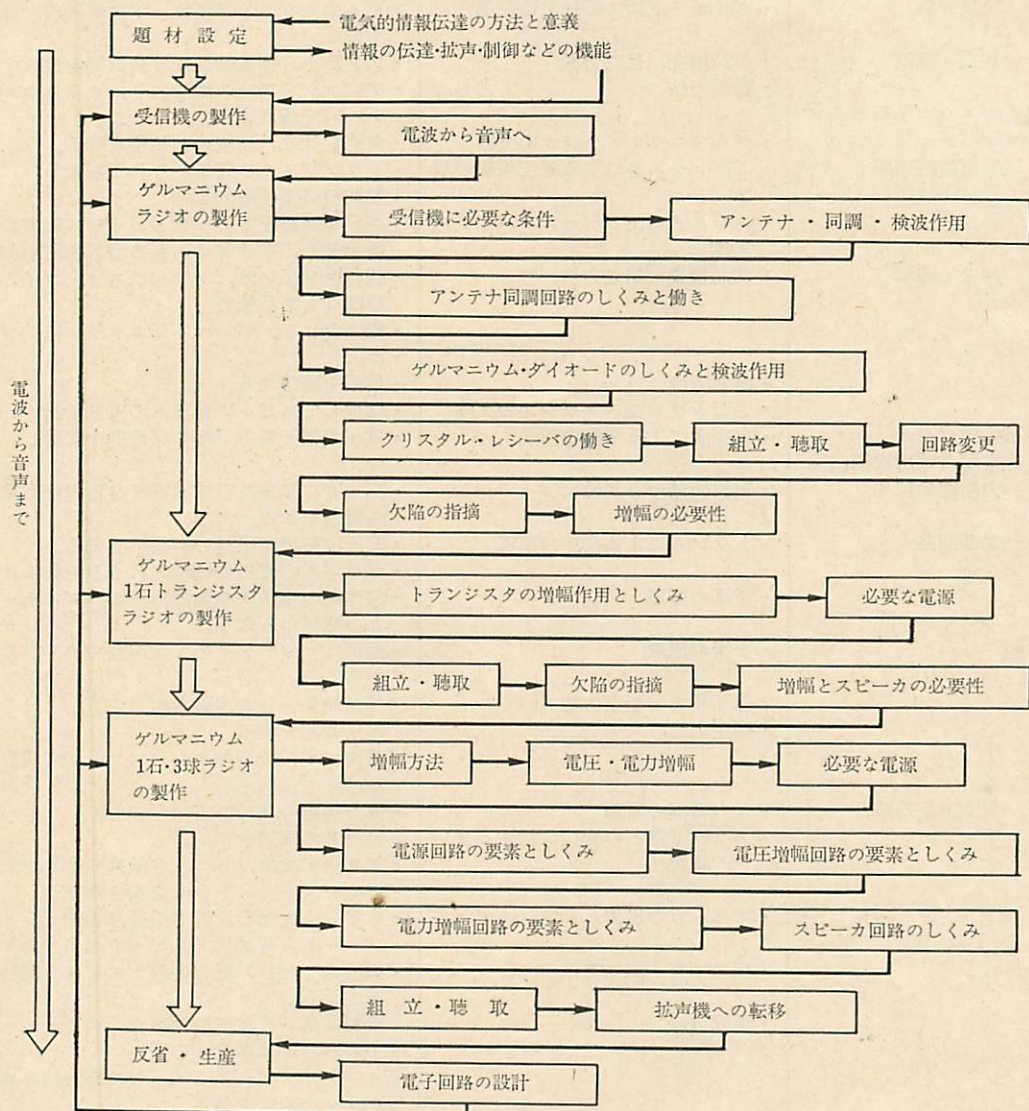 電気的情報伝達の方法と意義
題材設定
情報の伝達・拡声・制御などの機能
受信機の製作
電波から音声へ
ゲルマニウム
ラジオの製作
受信機に必要な条件
アンテナ・同調・検波作用
アンテナ同調回路のしくみと働き
ゲルマニウム・ダイオードのしくみと検波作用
クリスタル・レシーバの働き
組立・聴取
回路変更
欠陥の指摘
増幅の必要性
ゲルマニウム
1石トランジスタ
ラジオの製作
トランジスタの増幅作用としくみ
必要な電源
組立・聴取
欠陥の指摘
増幅とスピーカの必要性
ゲルマニウム
1石・3球ラジオ
の製作
増幅方法
電圧・電力増幅
必要な電源
電源回路の要素としくみ
電圧増幅回路の要素としくみ
電力増幅回路の要素としくみ
スピーカ回路のしくみ
組立・聴取
拡声機への転移
反省・生産
電子回路の設計
電波から音声まで